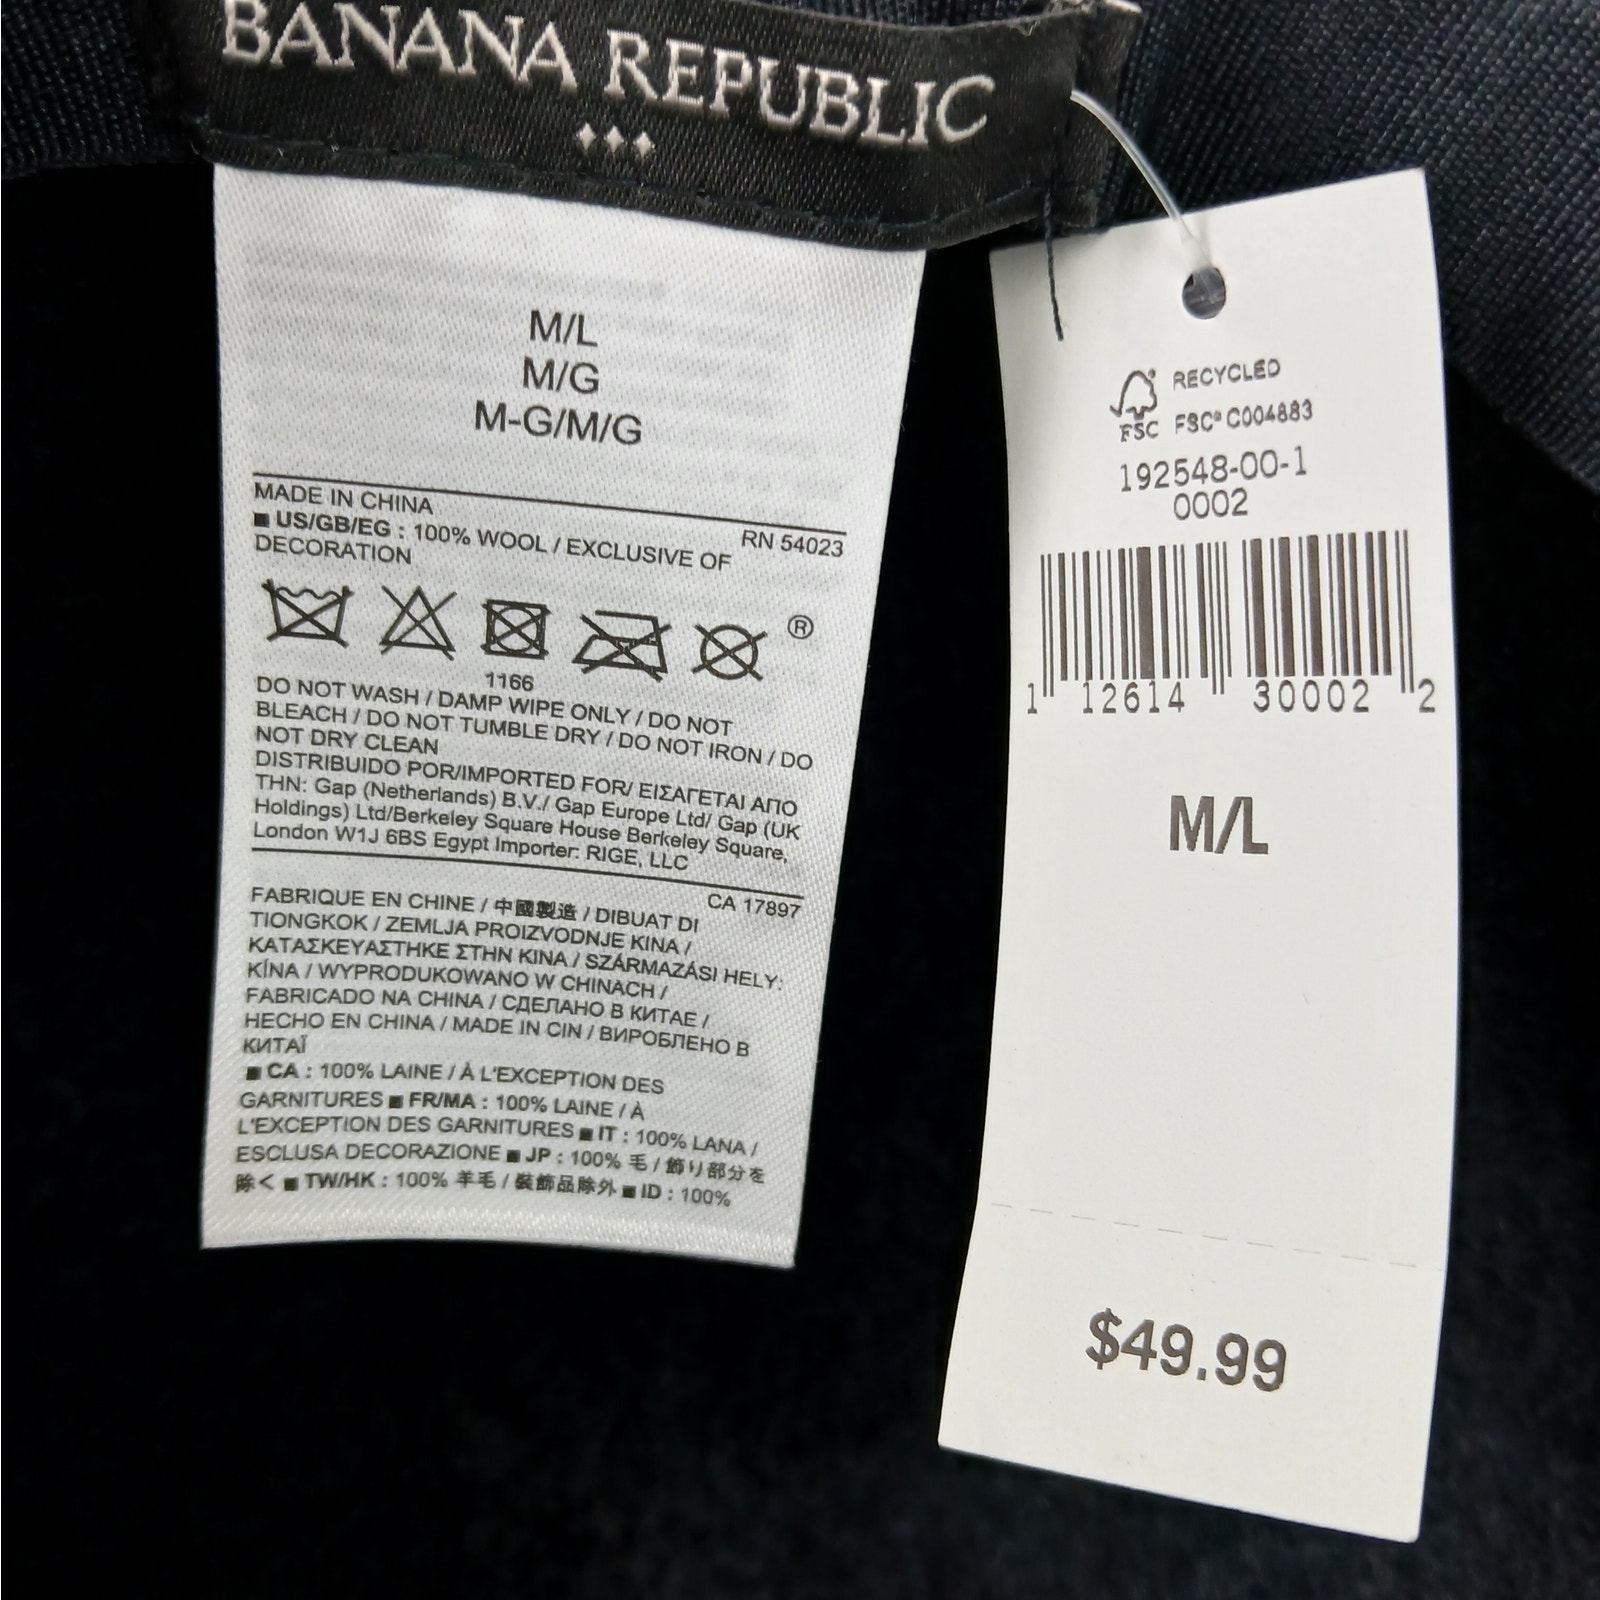 BANANA REPUBLIC
M/L
M/G
M-G/M/G
MADE IN CHINA
RN 54023
■ US/GB/EG : 100% WOOL / EXCLUSIVE OF
DECORATION
®
1166
DO NOT WASH / DAMP WIPE ONLY / DO NOT
BLEACH / DO NOT TUMBLE DRY / DO NOT IRON / DO
NOT DRY CLEAN
DISTRIBUIDO POR/IMPORTED FOR/ ΕΙΣΑΓΕΤΑΙ ΑΠΟ
THN: Gap (Netherlands) B.V./ Gap Europe Ltd/ Gap (UK
Holdings) Ltd/Berkeley Square House Berkeley Square,
London W1J 6BS Egypt Importer: RIGE, LLC
CA 17897
FABRIQUE EN CHINE / 中國製造 / DIBUAT DI
TIONGKOK / ZEMLJA PROIZVODNJE KINA /
ΚΑΤΑΣΚΕΥΑΣΤΗΚΕ ΣΤΗΝ ΚΙΝΑ / SZÁRMAZÁSI HELY:
KÍNA / WYPRODUKOWANO W CHINACH /
FABRICADO NA CHINA / СДЕЛАНО В КИТАЕ /
HECHO EN CHINA / MADE IN CIN / ВИРОБЛЕНО В
КИТАЇ
■ CA : 100% LAINE / À L'EXCEPTION DES
GARNITURES ■ FR/MA : 100% LAINE / À
L'EXCEPTION DES GARNITURES ■ IT : 100% LANA /
ESCLUSA DECORAZIONE ■ JP : 100% 毛 / 飾り部分を
除く ■ TW/HK : 100% 羊毛 / 裝飾品除外 ■ ID : 100%
RECYCLED
FSC FSC® C004883
192548-00-1
0002
1 12614 30002 2
M/L
$49.99